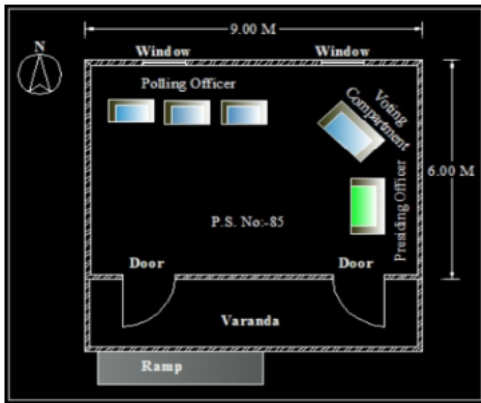 9.00 M
N
Window
Window
Polling Officer
Voting
Compartment
6.00 M
Presiding Officer
P.S. No:-85
Door
Door
Varanda
Ramp